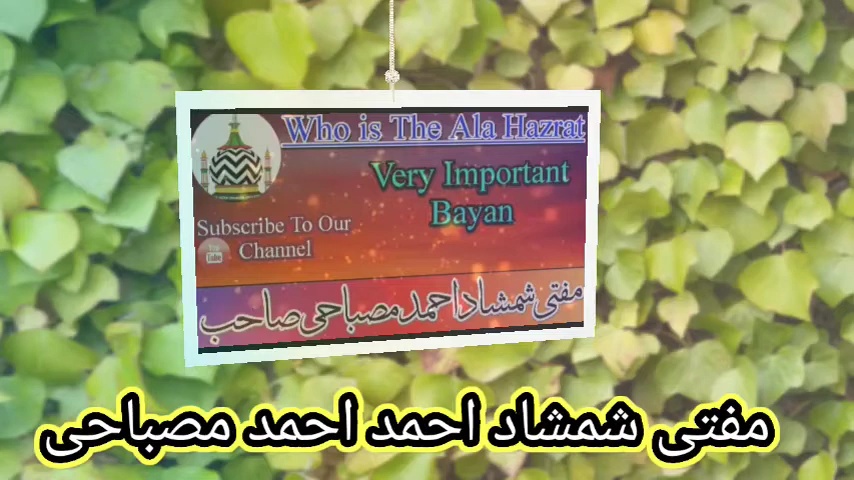 Who is The Ala Hazrat
Very Important
Bayan
Subscribe To Our
Channel
مفتی شمشاد احمد مصباحی صاحب
مفتی شمشاد احمد احمد مصباحی